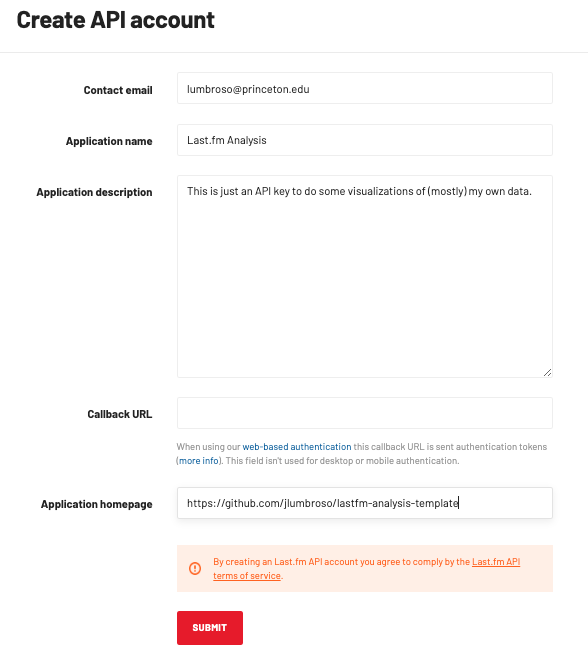 Create API account
Contact email
lumbroso@princeton.edu
Application name
Last.fm Analysis
Application description
This is just an API key to do some visualizations of (mostly) my own data.
Callback URL
When using our web-based authentication this callback URL is sent authentication tokens
(more info). This field isn't used for desktop or mobile authentication.
Application homepage
https://github.com/jlumbroso/lastfm-analysis-template
By creating an Last.fm API account you agree to comply by the Last.fm API
terms of service.
SUBMIT